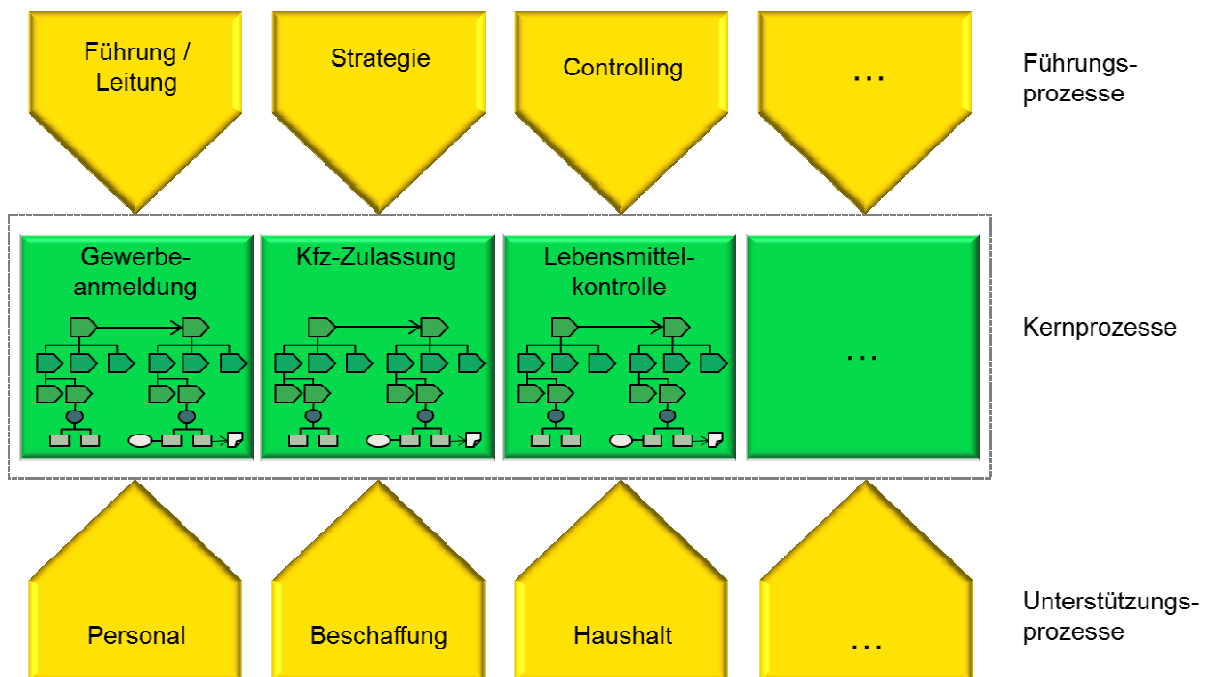 Führung /
Leitung
Strategie
Controlling
...
Führungs-
prozesse
Gewerbe-
anmeldung
Kfz-Zulassung
Lebensmittel-
kontrolle
...
Kernprozesse
Personal
Beschaffung
Haushalt
...
Unterstützungs-
prozesse